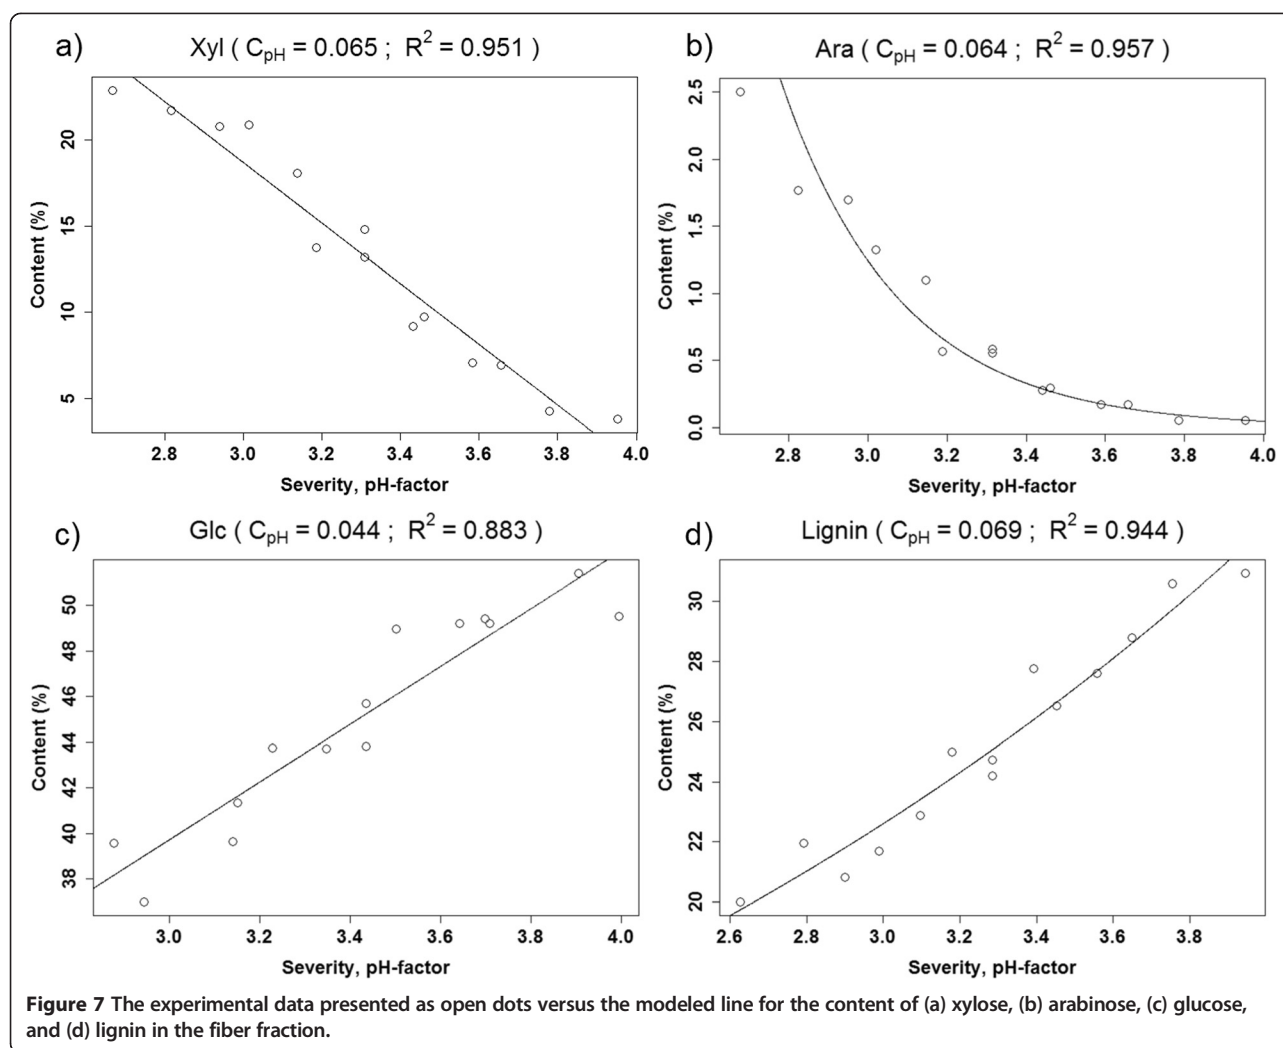 a)
Xyl ( C_pH = 0.065 ; R² = 0.951 )
Content (%)
20
15
10
5
2.8 3.0 3.2 3.4 3.6 3.8 4.0
Severity, pH-factor
b)
Ara ( C_pH = 0.064 ; R² = 0.957 )
Content (%)
2.5
2.0
1.5
1.0
0.5
0.0
2.8 3.0 3.2 3.4 3.6 3.8 4.0
Severity, pH-factor
c)
Glc ( C_pH = 0.044 ; R² = 0.883 )
Content (%)
50
48
46
44
42
40
38
3.0 3.2 3.4 3.6 3.8 4.0
Severity, pH-factor
d)
Lignin ( C_pH = 0.069 ; R² = 0.944 )
Content (%)
30
28
26
24
22
20
2.6 2.8 3.0 3.2 3.4 3.6 3.8
Severity, pH-factor
Figure 7 The experimental data presented as open dots versus the modeled line for the content of (a) xylose, (b) arabinose, (c) glucose,
and (d) lignin in the fiber fraction.